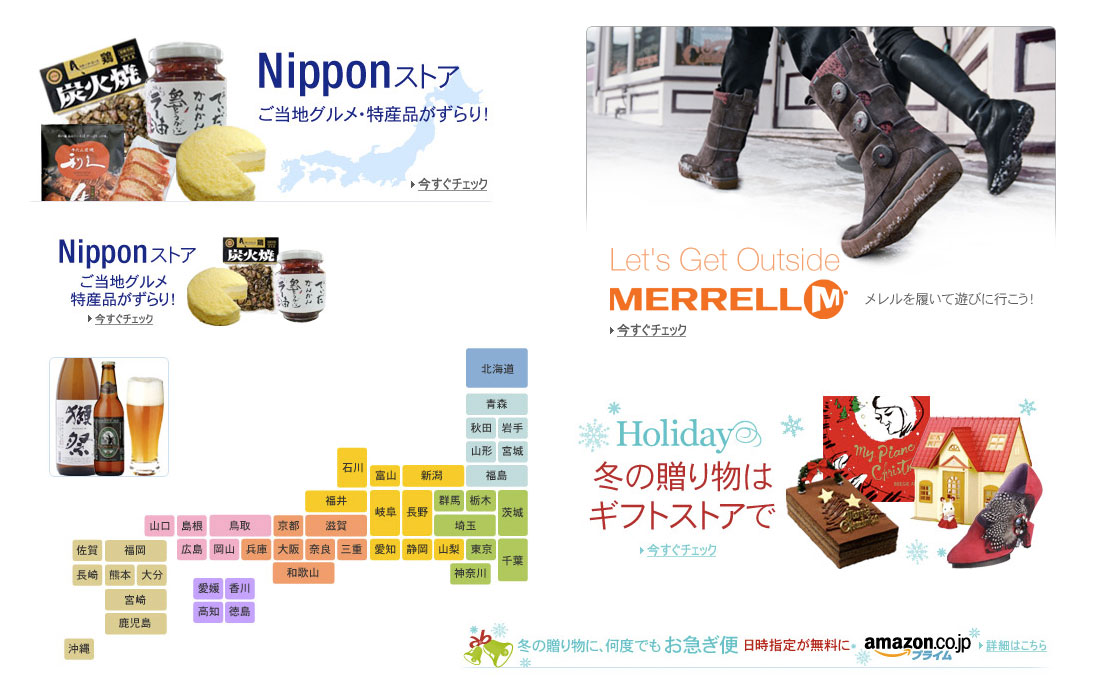 A 鶏
炭火焼
でいだ
かんかん
ラー油
Nipponストア
ご当地グルメ・特産品がずらり!
今すぐチェック
Nipponストア
ご当地グルメ
特産品がずらり!
今すぐチェック
A 鶏
炭火焼
でいだ
かんかん
ラー油
獺祭
北海道
青森
秋田 岩手
山形 宮城
石川 富山 新潟 福島
福井 岐阜 長野 群馬 栃木 茨城
山口 島根 鳥取 京都 滋賀 埼玉
佐賀 福岡 広島 岡山 兵庫 大阪 奈良 三重 愛知 静岡 山梨 東京 千葉
長崎 熊本 大分 和歌山 神奈川
愛媛 香川
宮崎
高知 徳島
鹿児島
沖縄
Let's Get Outside
MERRELL M
メレルを履いて遊びに行こう!
今すぐチェック
Holiday
冬の贈り物は
ギフトストアで
今すぐチェック
My Piano
Christmas
冬の贈り物に、何度でも お急ぎ便 日時指定が無料に
amazon.co.jp
プライム
詳細はこちら